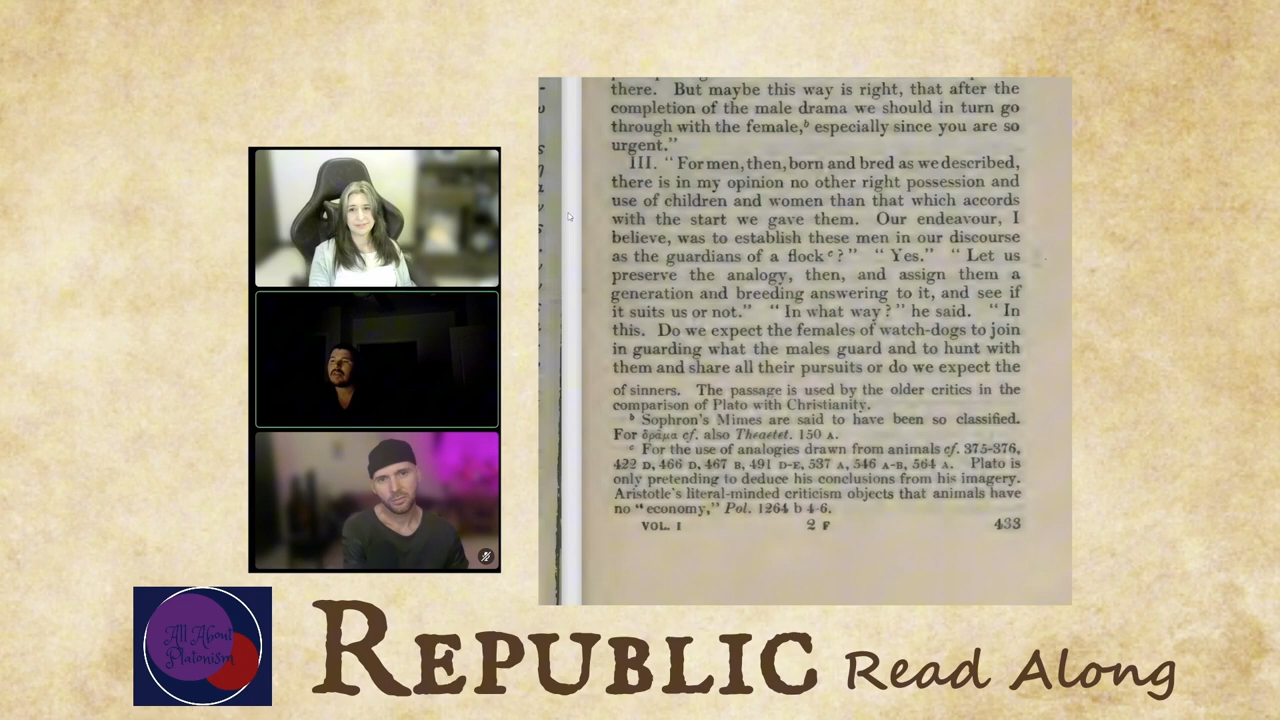 there. But maybe this way is right, that after the
completion of the male drama we should in turn go
through with the female,ᵇ especially since you are so
urgent."
III. " For men, then, born and bred as we described,
there is in my opinion no other right possession and
use of children and women than that which accords
with the start we gave them. Our endeavour, I
believe, was to establish these men in our discourse
as the guardians of a flockᶜ ? " " Yes." " Let us
preserve the analogy, then, and assign them a
generation and breeding answering to it, and see if
it suits us or not." " In what way ? " he said. " In
this. Do we expect the females of watch-dogs to join
in guarding what the males guard and to hunt with
them and share all their pursuits or do we expect the
of sinners. The passage is used by the older critics in the
comparison of Plato with Christianity.
ᵇ Sophron's Mimes are said to have been so classified.
For δρᾶμα cf. also Theaetet. 150 A.
ᶜ For the use of analogies drawn from animals cf. 375-376,
422 D, 466 D, 467 B, 491 D-E, 537 A, 546 A-B, 564 A. Plato is
only pretending to deduce his conclusions from his imagery.
Aristotle's literal-minded criticism objects that animals have
no " economy," Pol. 1264 b 4-6.
VOL. I 2 F 433
All About
Platonism
REPUBLIC Read Along